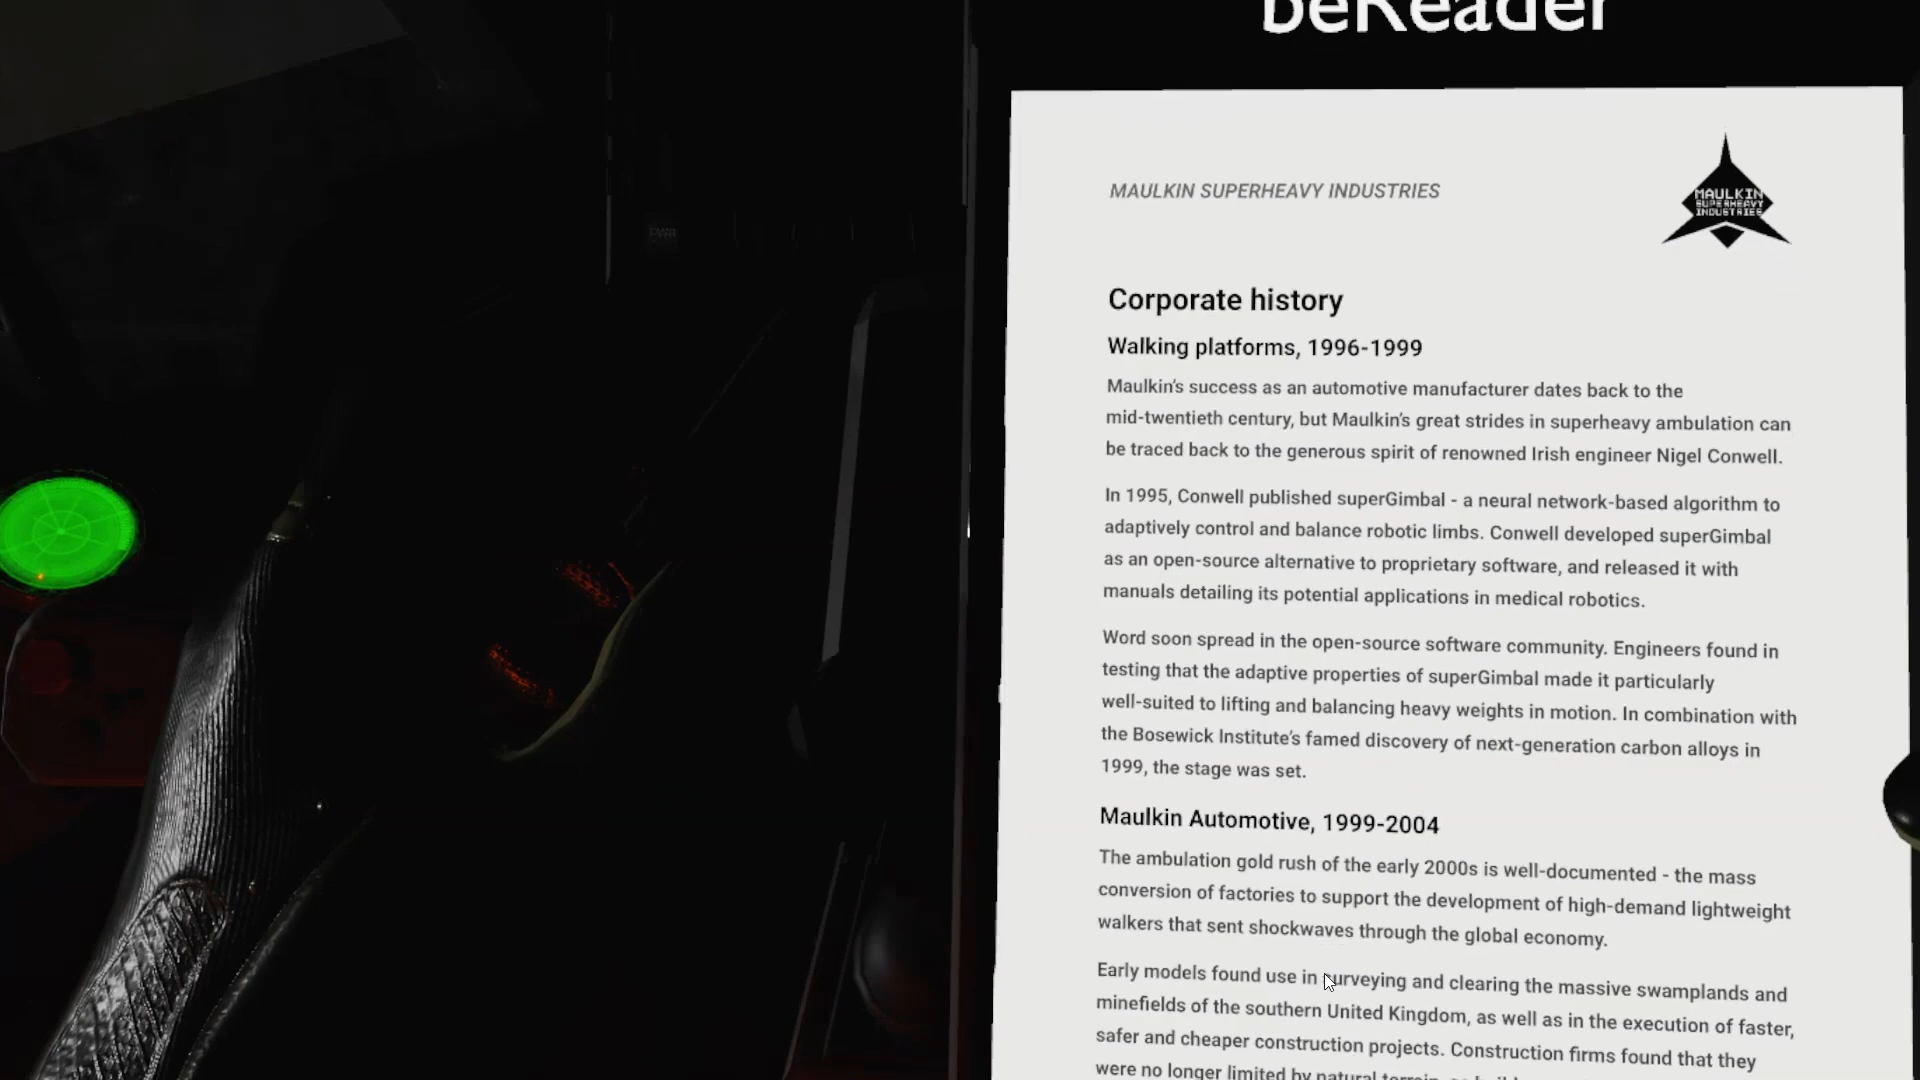 beReader
MAULKIN SUPERHEAVY INDUSTRIES
MAULKIN
SUPERHEAVY
INDUSTRIES
PWR
Corporate history
Walking platforms, 1996-1999
Maulkin's success as an automotive manufacturer dates back to the
mid-twentieth century, but Maulkin's great strides in superheavy ambulation can
be traced back to the generous spirit of renowned Irish engineer Nigel Conwell.
In 1995, Conwell published superGimbal - a neural network-based algorithm to
adaptively control and balance robotic limbs. Conwell developed superGimbal
as an open-source alternative to proprietary software, and released it with
manuals detailing its potential applications in medical robotics.
Word soon spread in the open-source software community. Engineers found in
testing that the adaptive properties of superGimbal made it particularly
well-suited to lifting and balancing heavy weights in motion. In combination with
the Bosewick Institute's famed discovery of next-generation carbon alloys in
1999, the stage was set.
Maulkin Automotive, 1999-2004
The ambulation gold rush of the early 2000s is well-documented - the mass
conversion of factories to support the development of high-demand lightweight
walkers that sent shockwaves through the global economy.
Early models found use in surveying and clearing the massive swamplands and
minefields of the southern United Kingdom, as well as in the execution of faster,
safer and cheaper construction projects. Construction firms found that they
were no longer limited by natural terrain,